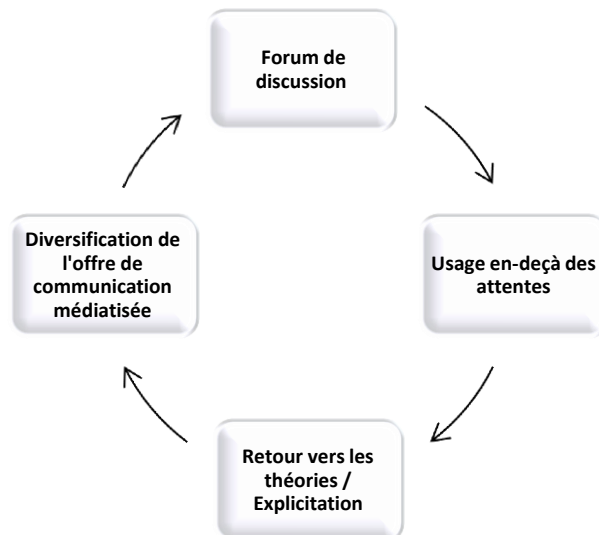 Forum de
discussion
Usage en-deçà des
attentes
Retour vers les
théories /
Explicitation
Diversification de
l'offre de
communication
médiatisée